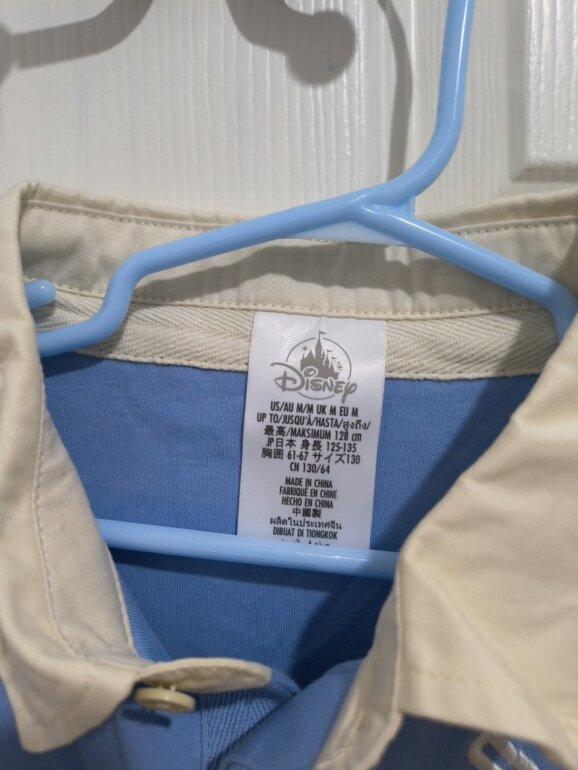 Disney
US/AU M/M UK M EU M
UP TO/JUSQU'À/HASTA/สูงถึง/
最高/MAKSIMUM 128 cm
JP日本 身長 125-135
胸囲 61-67 サイズ130
CN 130/64
MADE IN CHINA
FABRIQUÉ EN CHINE
HECHO EN CHINA
中國製
ผลิตในประเทศจีน
DIBUAT DI TIONGKOK